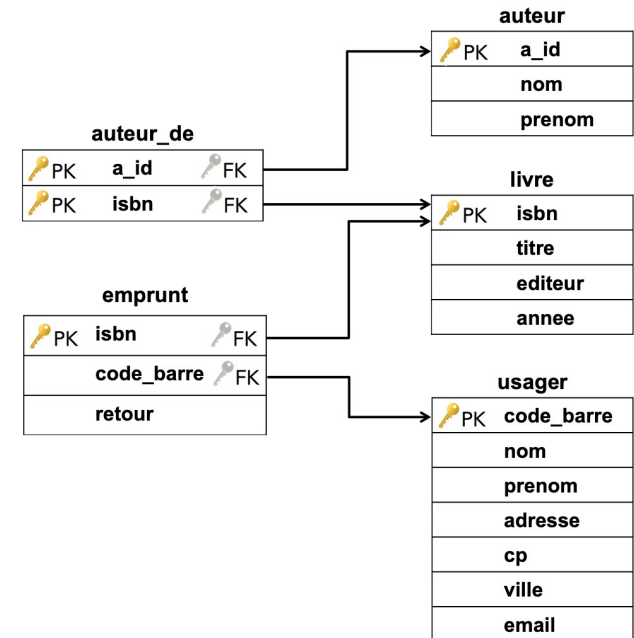 auteur
PK a_id
nom
prenom
auteur_de
PK a_id FK
PK isbn FK
livre
PK isbn
titre
editeur
annee
emprunt
PK isbn FK
code_barre FK
retour
usager
PK code_barre
nom
prenom
adresse
cp
ville
email